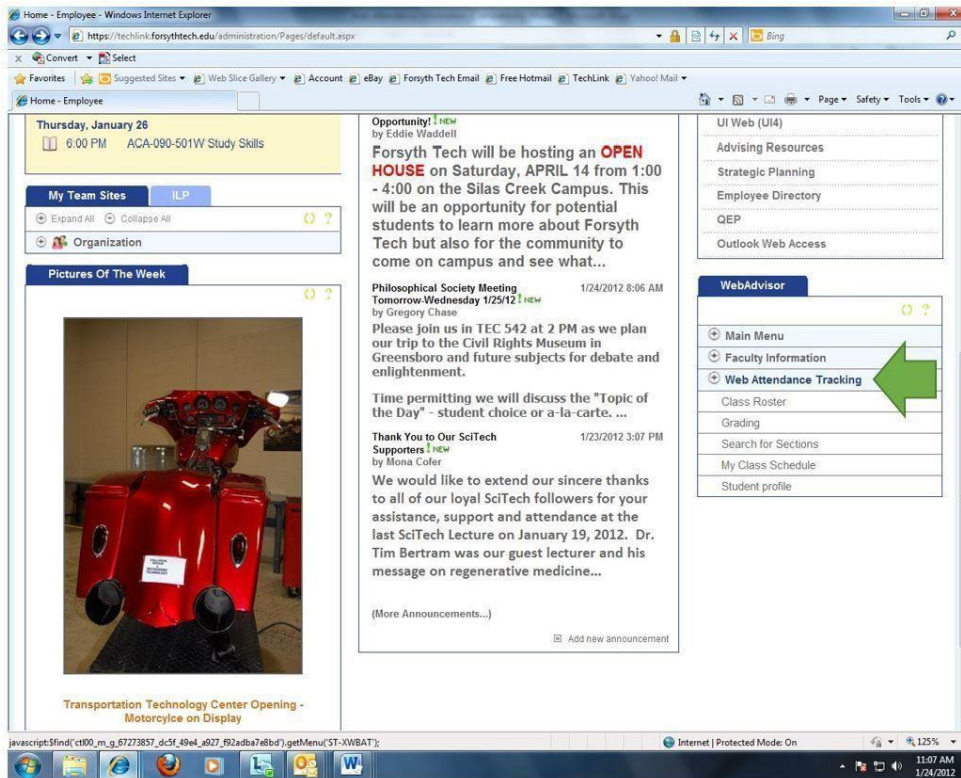 Home - Employee - Windows Internet Explorer
https://techlink.forsythtech.edu/administration/Pages/default.aspx
Bing
x Convert Select
Favorites Suggested Sites Web Slice Gallery Account eBay Forsyth Tech Email Free Hotmail TechLink Yahoo! Mail
Home - Employee
Page Safety Tools
Thursday, January 26
6:00 PM ACA-090-501W Study Skills
My Team Sites
ILP
Expand All Collapse All
Organization
Pictures Of The Week
Transportation Technology Center Opening -
Motorcylce on Display
Opportunity! NEW
by Eddie Waddell
Forsyth Tech will be hosting an OPEN
HOUSE on Saturday, APRIL 14 from 1:00
- 4:00 on the Silas Creek Campus. This
will be an opportunity for potential
students to learn more about Forsyth
Tech but also for the community to
come on campus and see what...
Philosophical Society Meeting 1/24/2012 8:06 AM
Tomorrow-Wednesday 1/25/12 ! NEW
by Gregory Chase
Please join us in TEC 542 at 2 PM as we plan
our trip to the Civil Rights Museum in
Greensboro and future subjects for debate and
enlightenment.
Time permitting we will discuss the "Topic of
the Day" - student choice or a-la-carte. ...
Thank You to Our SciTech 1/23/2012 3:07 PM
Supporters ! NEW
by Mona Cofer
We would like to extend our sincere thanks
to all of our loyal SciTech followers for your
assistance, support and attendance at the
last SciTech Lecture on January 19, 2012. Dr.
Tim Bertram was our guest lecturer and his
message on regenerative medicine...
(More Announcements...)
Add new announcement
UI Web (UI4)
Advising Resources
Strategic Planning
Employee Directory
QEP
Outlook Web Access
WebAdvisor
Main Menu
Faculty Information
Web Attendance Tracking
Class Roster
Grading
Search for Sections
My Class Schedule
Student profile
javascript:$find('ctl00_m_g_67273857_dc5f_49e4_a927_f92adba7e8bd').getMenu('ST-XWBAT');
Internet | Protected Mode: On
125%
11:07 AM
1/24/2012